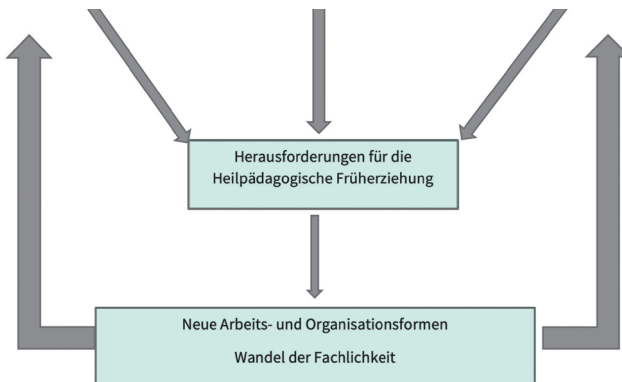 Herausforderungen für die
Heilpädagogische Früherziehung
Neue Arbeits- und Organisationsformen
Wandel der Fachlichkeit